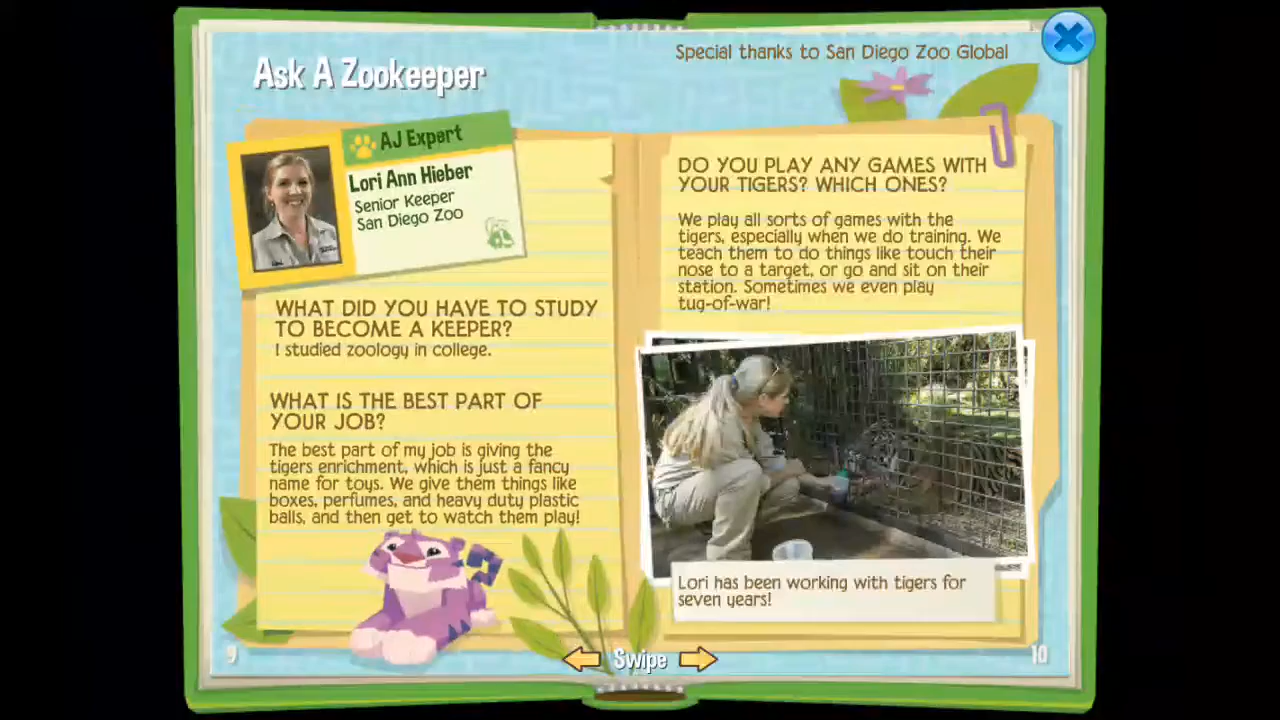 Special thanks to San Diego Zoo Global
Ask A Zookeeper
AJ Expert
Lori Ann Hieber
Senior Keeper
San Diego Zoo
WHAT DID YOU HAVE TO STUDY
TO BECOME A KEEPER?
I studied zoology in college.
WHAT IS THE BEST PART OF
YOUR JOB?
The best part of my job is giving the
tigers enrichment, which is just a fancy
name for toys. We give them things like
boxes, perfumes, and heavy duty plastic
balls, and then get to watch them play!
DO YOU PLAY ANY GAMES WITH
YOUR TIGERS? WHICH ONES?
We play all sorts of games with the
tigers, especially when we do training. We
teach them to do things like touch their
nose to a target, or go and sit on their
station. Sometimes we even play
tug-of-war!
Lori has been working with tigers for
seven years!
9
Swipe
10